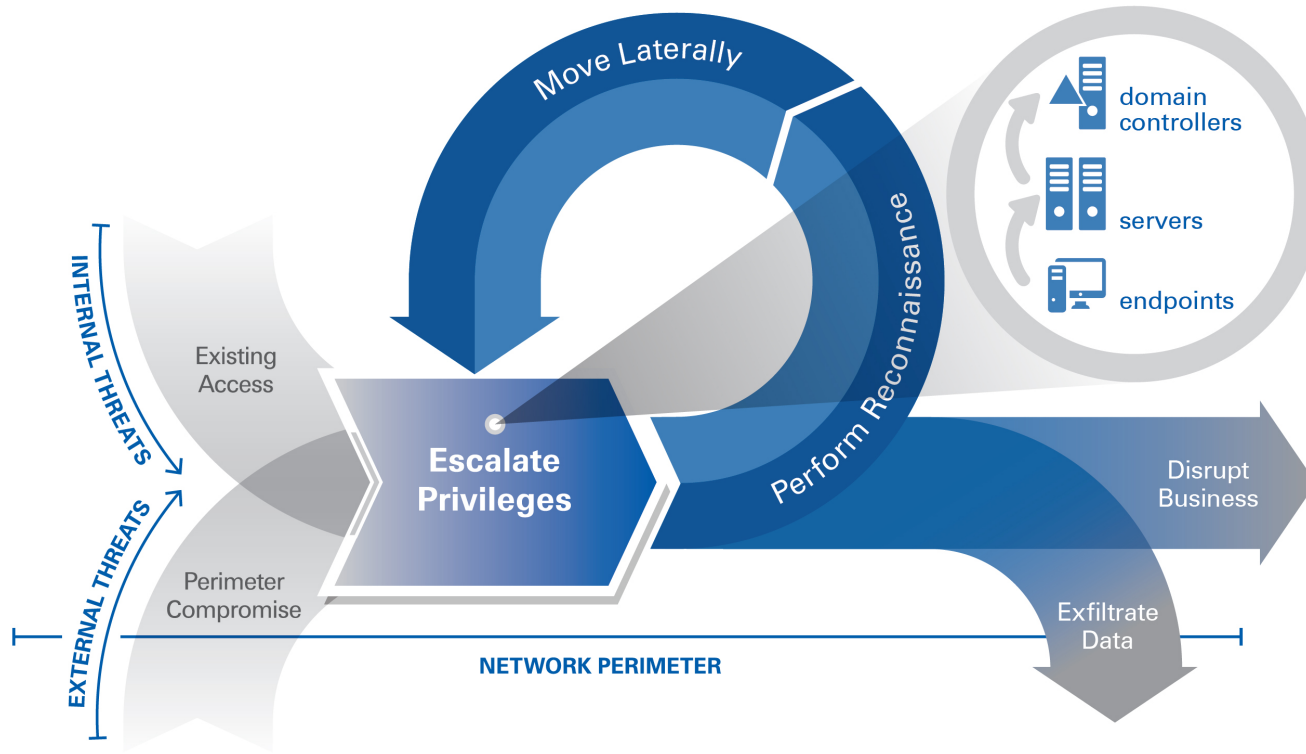 Move Laterally
Perform Reconnaissance
domain
controllers
servers
endpoints
INTERNAL THREATS
Existing
Access
Escalate
Privileges
Disrupt
Business
EXTERNAL THREATS
Perimeter
Compromise
Exfiltrate
Data
NETWORK PERIMETER